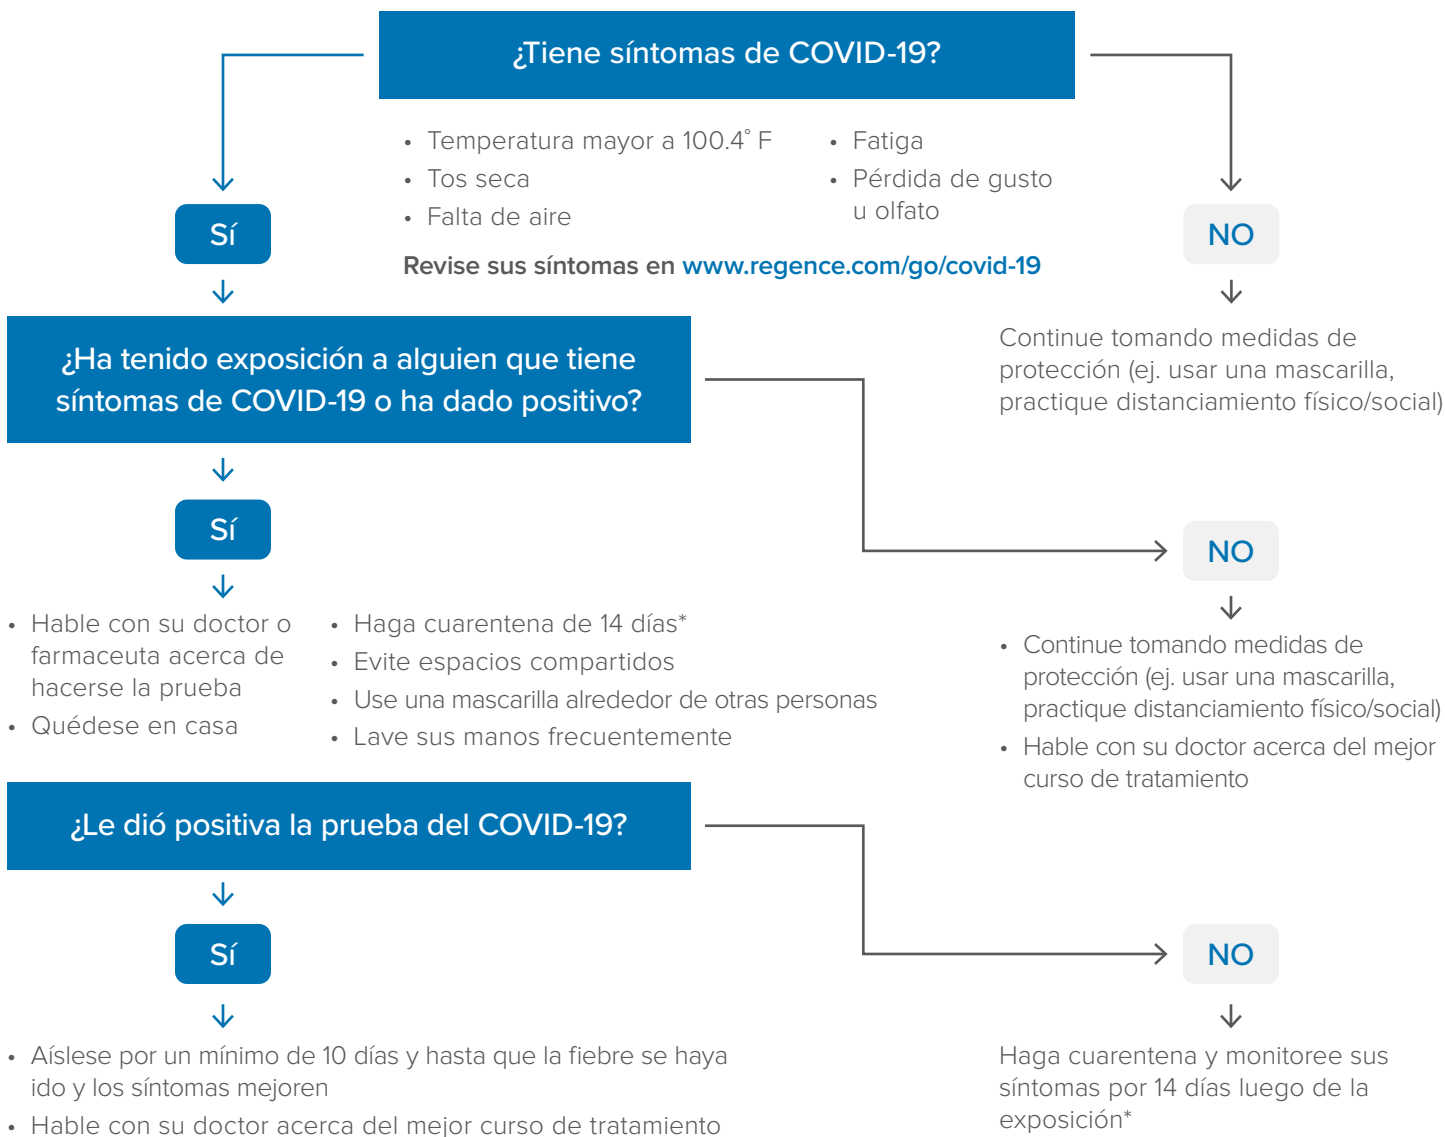 ¿Tiene síntomas de COVID-19?
• Temperatura mayor a 100.4° F
• Tos seca
• Falta de aire
• Fatiga
• Pérdida de gusto
u olfato
Revise sus síntomas en www.regence.com/go/covid-19
Sí
NO
Continue tomando medidas de
protección (ej. usar una mascarilla,
practique distanciamiento físico/social)
¿Ha tenido exposición a alguien que tiene
síntomas de COVID-19 o ha dado positivo?
Sí
• Hable con su doctor o
farmaceuta acerca de
hacerse la prueba
• Quédese en casa
• Haga cuarentena de 14 días*
• Evite espacios compartidos
• Use una mascarilla alrededor de otras personas
• Lave sus manos frecuentemente
NO
• Continue tomando medidas de
protección (ej. usar una mascarilla,
practique distanciamiento físico/social)
• Hable con su doctor acerca del mejor
curso de tratamiento
¿Le dió positiva la prueba del COVID-19?
Sí
• Aíslese por un mínimo de 10 días y hasta que la fiebre se haya
ido y los síntomas mejoren
• Hable con su doctor acerca del mejor curso de tratamiento
NO
Haga cuarentena y monitoree sus
síntomas por 14 días luego de la
exposición*